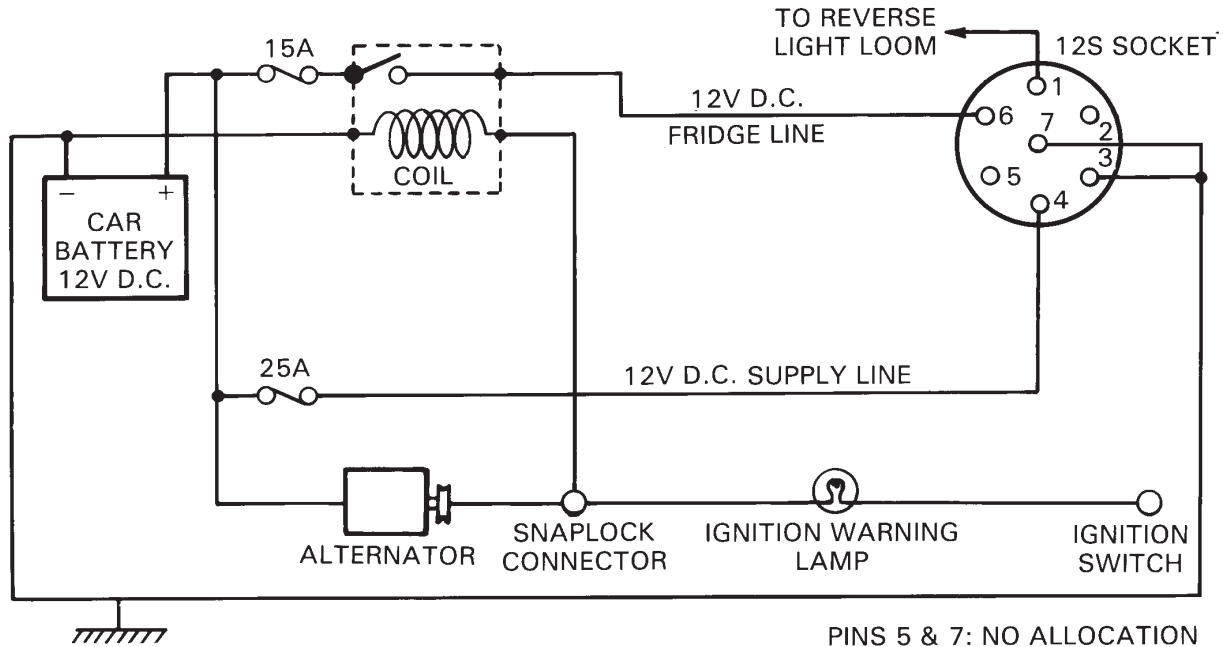 TO REVERSE
LIGHT LOOM
12S SOCKET
15A
1
12V D.C.
FRIDGE LINE
6
7
2
3
5
4
COIL
− +
CAR
BATTERY
12V D.C.
25A
12V D.C. SUPPLY LINE
ALTERNATOR
SNAPLOCK
CONNECTOR
IGNITION WARNING
LAMP
IGNITION
SWITCH
PINS 5 & 7: NO ALLOCATION